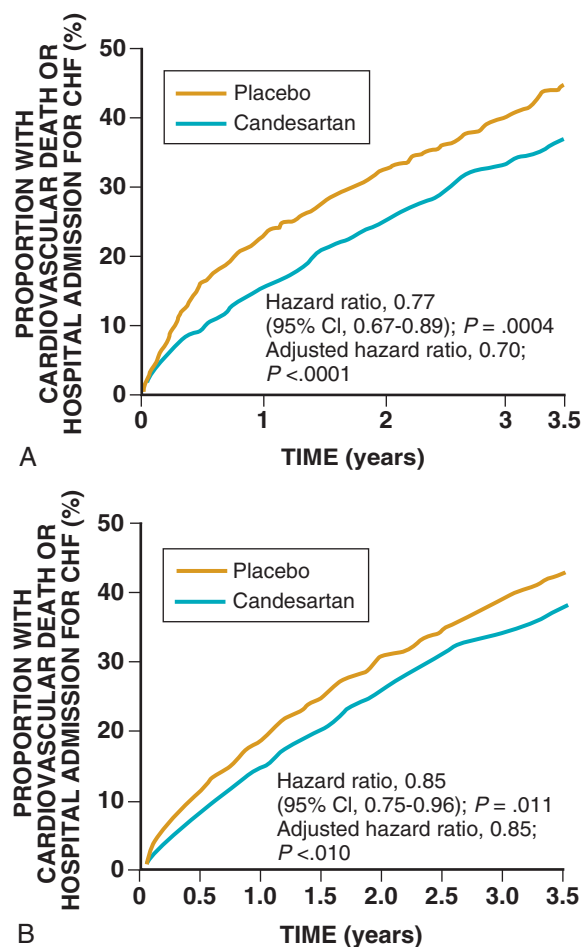 PROPORTION WITH
CARDIOVASCULAR DEATH OR
HOSPITAL ADMISSION FOR CHF (%)
50
40
30
20
10
0
Placebo
Candesartan
Hazard ratio, 0.77
(95% CI, 0.67-0.89); P = .0004
Adjusted hazard ratio, 0.70;
P <.0001
0 1 2 3 3.5
TIME (years)
A
PROPORTION WITH
CARDIOVASCULAR DEATH OR
HOSPITAL ADMISSION FOR CHF (%)
50
40
30
20
10
0
Placebo
Candesartan
Hazard ratio, 0.85
(95% CI, 0.75-0.96); P = .011
Adjusted hazard ratio, 0.85;
P <.010
0 0.5 1.0 1.5 2.0 2.5 3.0 3.5
TIME (years)
B